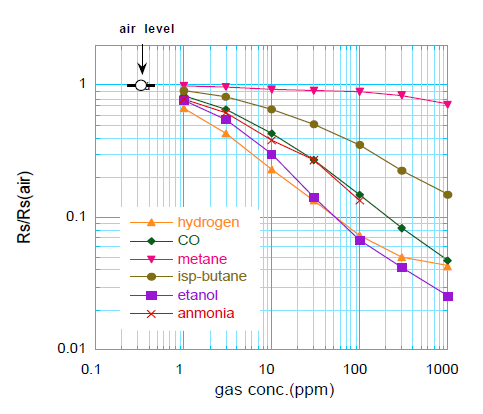 air level
1
0.1
0.01
Rs/Rs(air)
hydrogen
CO
metane
isp-butane
etanol
anmonia
0.1 1 10 100 1000
gas conc.(ppm)